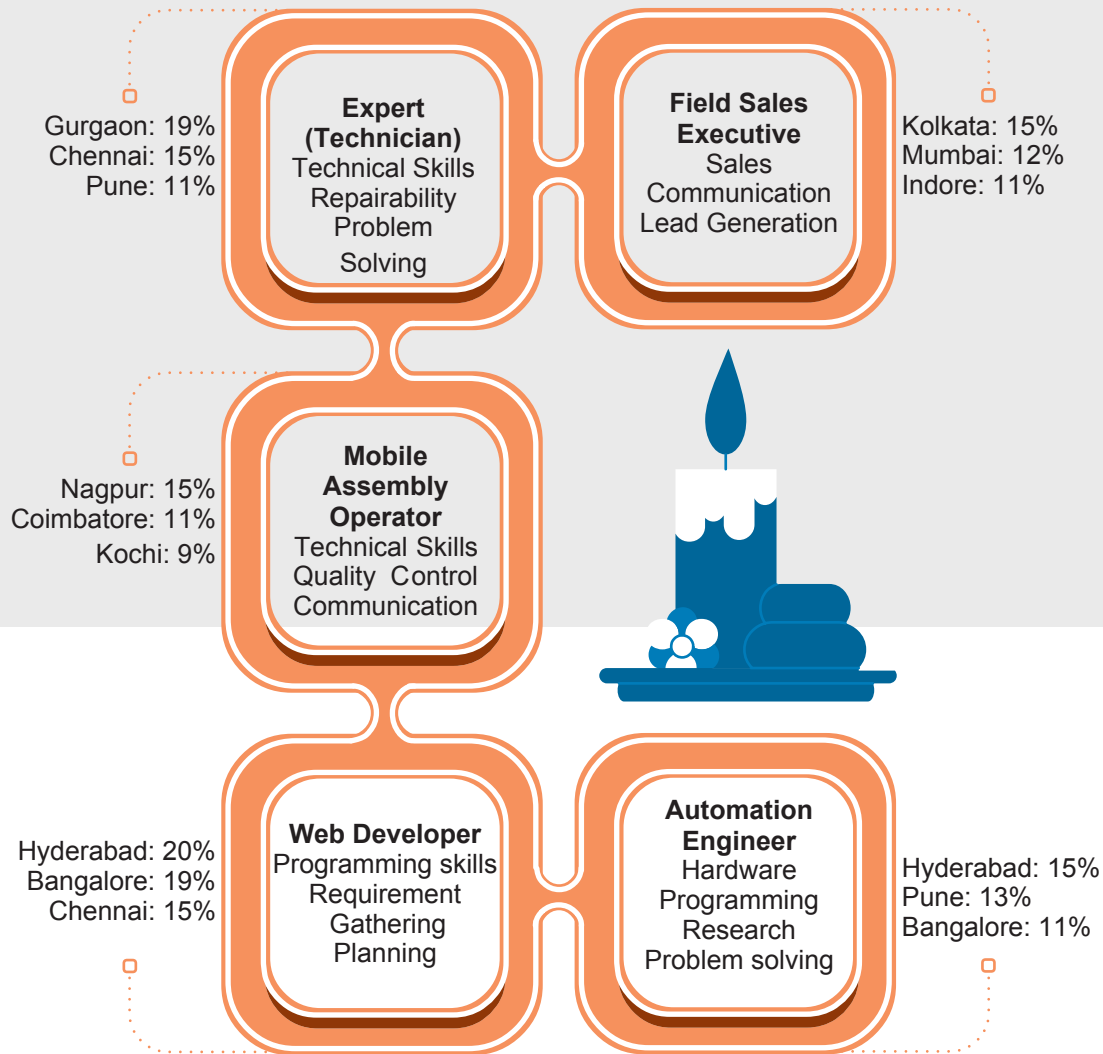 Gurgaon: 19%
Chennai: 15%
Pune: 11%
Expert
(Technician)
Technical Skills
Repairability
Problem
Solving
Field Sales
Executive
Sales
Communication
Lead Generation
Kolkata: 15%
Mumbai: 12%
Indore: 11%
Nagpur: 15%
Coimbatore: 11%
Kochi: 9%
Mobile
Assembly
Operator
Technical Skills
Quality Control
Communication
Hyderabad: 20%
Bangalore: 19%
Chennai: 15%
Web Developer
Programming skills
Requirement
Gathering
Planning
Automation
Engineer
Hardware
Programming
Research
Problem solving
Hyderabad: 15%
Pune: 13%
Bangalore: 11%